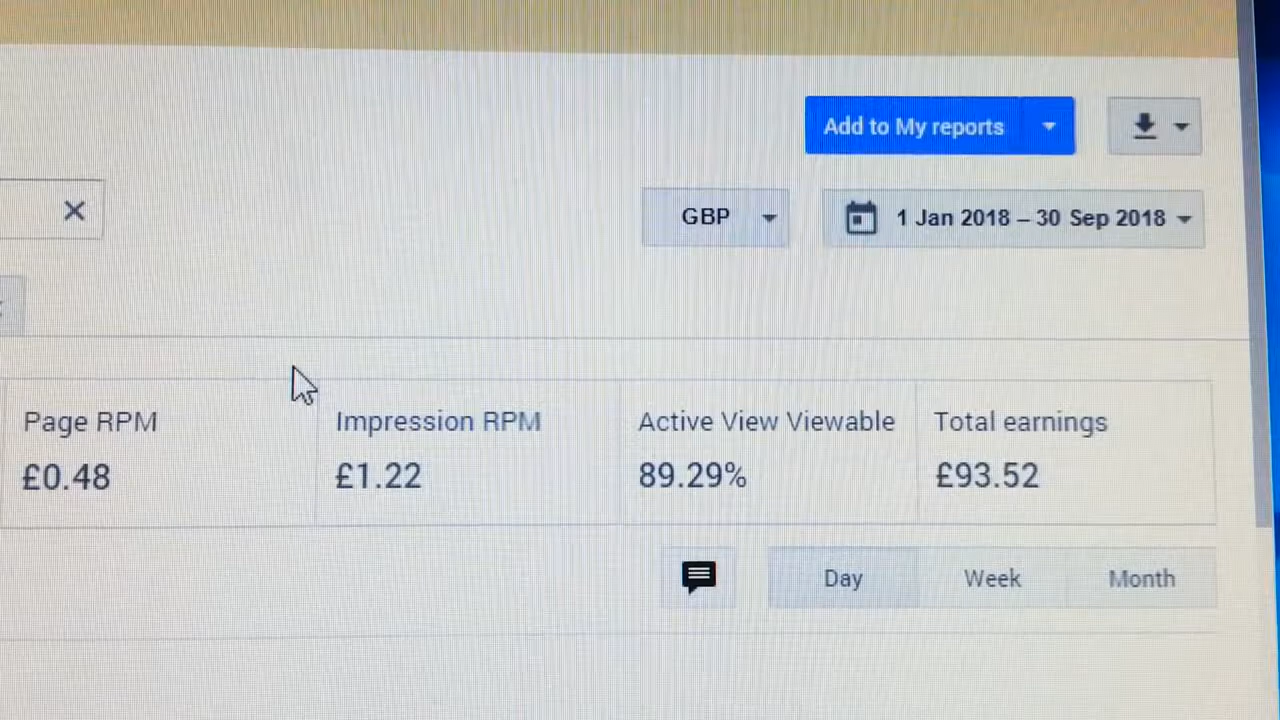 Add to My reports
GBP
1 Jan 2018 – 30 Sep 2018
Page RPM
Impression RPM
Active View Viewable
Total earnings
£0.48
£1.22
89.29%
£93.52
Day
Week
Month